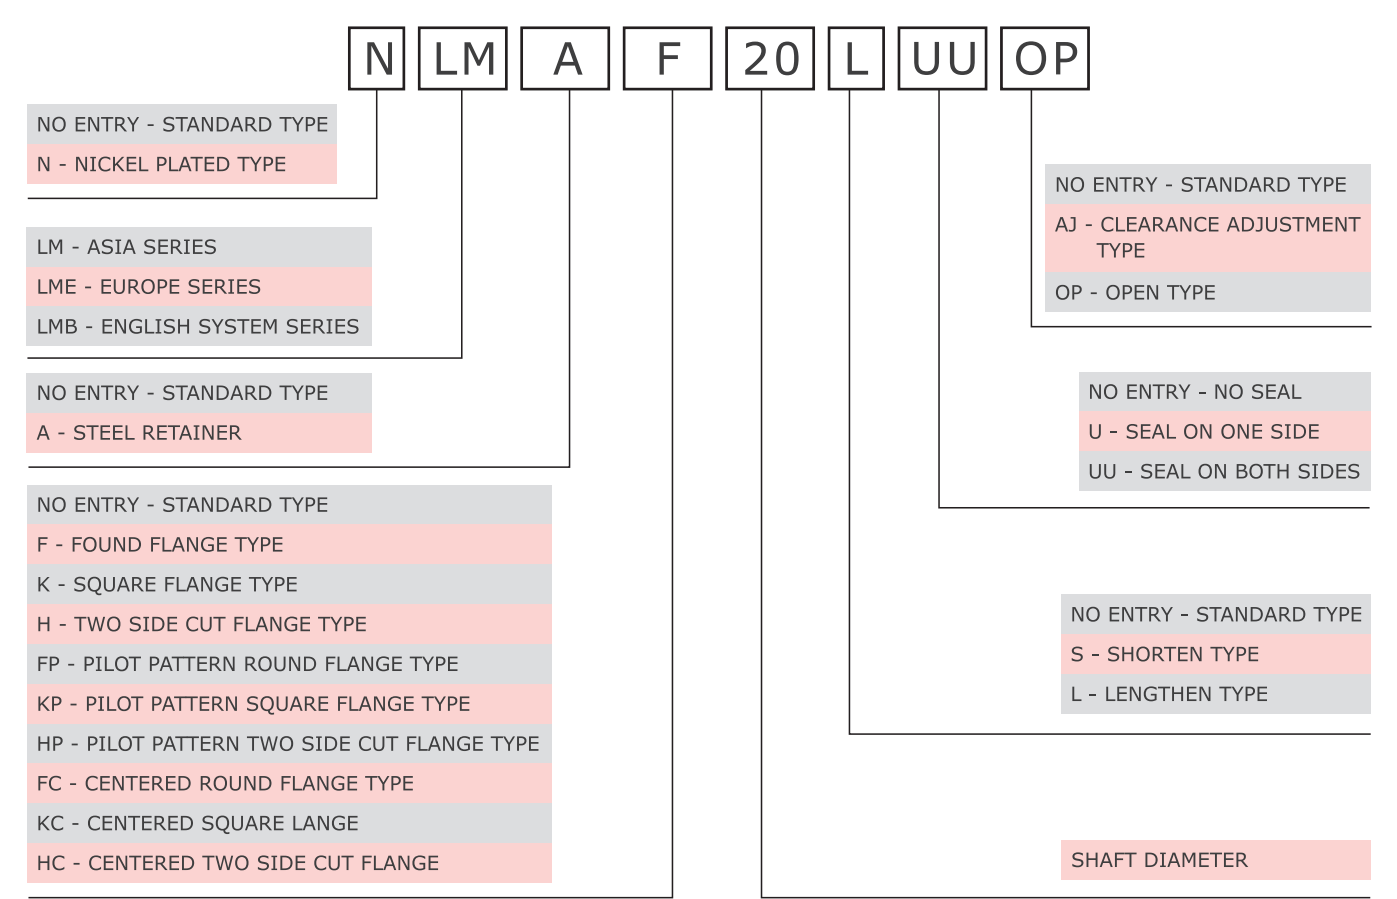 N LM A F 20 L UU OP
NO ENTRY - STANDARD TYPE
N - NICKEL PLATED TYPE
LM - ASIA SERIES
LME - EUROPE SERIES
LMB - ENGLISH SYSTEM SERIES
NO ENTRY - STANDARD TYPE
A - STEEL RETAINER
NO ENTRY - STANDARD TYPE
F - FOUND FLANGE TYPE
K - SQUARE FLANGE TYPE
H - TWO SIDE CUT FLANGE TYPE
FP - PILOT PATTERN ROUND FLANGE TYPE
KP - PILOT PATTERN SQUARE FLANGE TYPE
HP - PILOT PATTERN TWO SIDE CUT FLANGE TYPE
FC - CENTERED ROUND FLANGE TYPE
KC - CENTERED SQUARE LANGE
HC - CENTERED TWO SIDE CUT FLANGE
NO ENTRY - STANDARD TYPE
AJ - CLEARANCE ADJUSTMENT
TYPE
OP - OPEN TYPE
NO ENTRY - NO SEAL
U - SEAL ON ONE SIDE
UU - SEAL ON BOTH SIDES
NO ENTRY - STANDARD TYPE
S - SHORTEN TYPE
L - LENGTHEN TYPE
SHAFT DIAMETER